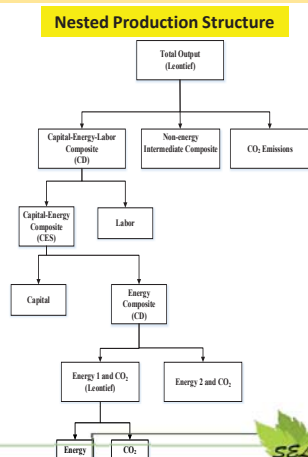 Nested Production Structure
Total Output
(Leontief)
Capital-Energy-Labor
Composite
(CD)
Non-energy
Intermediate Composite
CO₂ Emissions
Capital-Energy
Composite
(CES)
Labor
Capital
Energy
Composite
(CD)
Energy 1 and CO₂
(Leontief)
Energy 2 and CO₂
Energy
CO₂